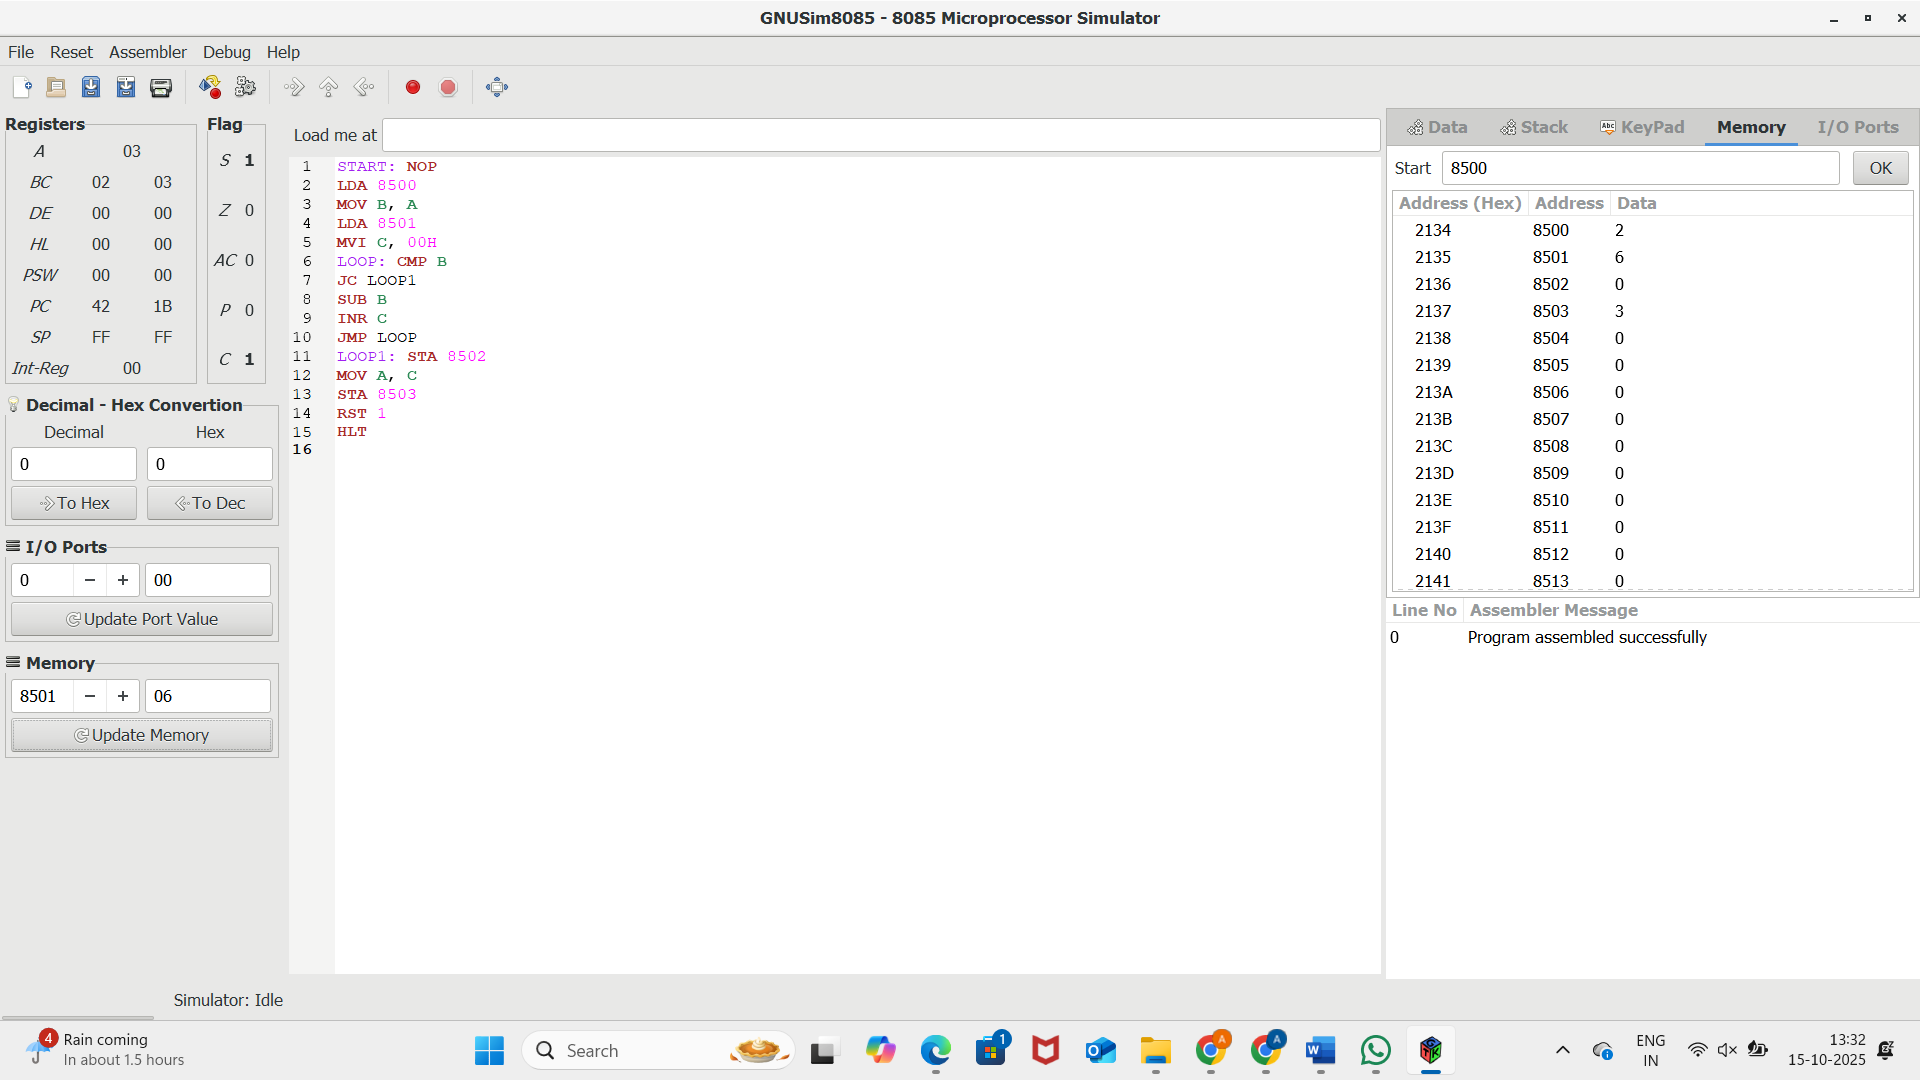 GNUSim8085 - 8085 Microprocessor Simulator
File Reset Assembler Debug Help
Registers
A 03
BC 02 03
DE 00 00
HL 00 00
PSW 00 00
PC 42 1B
SP FF FF
Int-Reg 00
Flag
S 1
Z 0
AC 0
P 0
C 1
Decimal - Hex Convertion
Decimal Hex
0 0
To Hex To Dec
I/O Ports
0 − + 00
Update Port Value
Memory
8501 − + 06
Update Memory
Load me at
1 START: NOP
2 LDA 8500
3 MOV B, A
4 LDA 8501
5 MVI C, 00H
6 LOOP: CMP B
7 JC LOOP1
8 SUB B
9 INR C
10 JMP LOOP
11 LOOP1: STA 8502
12 MOV A, C
13 STA 8503
14 RST 1
15 HLT
16
Data Stack Abc KeyPad Memory I/O Ports
Start 8500 OK
Address (Hex) Address Data
2134 8500 2
2135 8501 6
2136 8502 0
2137 8503 3
2138 8504 0
2139 8505 0
213A 8506 0
213B 8507 0
213C 8508 0
213D 8509 0
213E 8510 0
213F 8511 0
2140 8512 0
2141 8513 0
Line No Assembler Message
0 Program assembled successfully
Simulator: Idle
4 Rain coming
In about 1.5 hours
Search
1
A
A
ENG
IN
13:32
15-10-2025